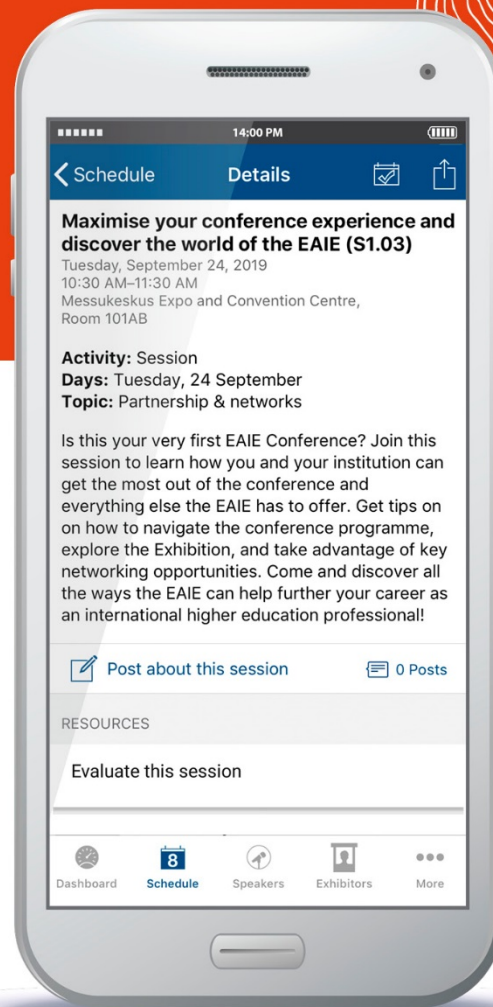 14:00 PM
Schedule
Details
Maximise your conference experience and
discover the world of the EAIE (S1.03)
Tuesday, September 24, 2019
10:30 AM–11:30 AM
Messukeskus Expo and Convention Centre,
Room 101AB
Activity: Session
Days: Tuesday, 24 September
Topic: Partnership & networks
Is this your very first EAIE Conference? Join this
session to learn how you and your institution can
get the most out of the conference and
everything else the EAIE has to offer. Get tips on
on how to navigate the conference programme,
explore the Exhibition, and take advantage of key
networking opportunities. Come and discover all
the ways the EAIE can help further your career as
an international higher education professional!
Post about this session
0 Posts
RESOURCES
Evaluate this session
8
Dashboard
Schedule
Speakers
Exhibitors
More